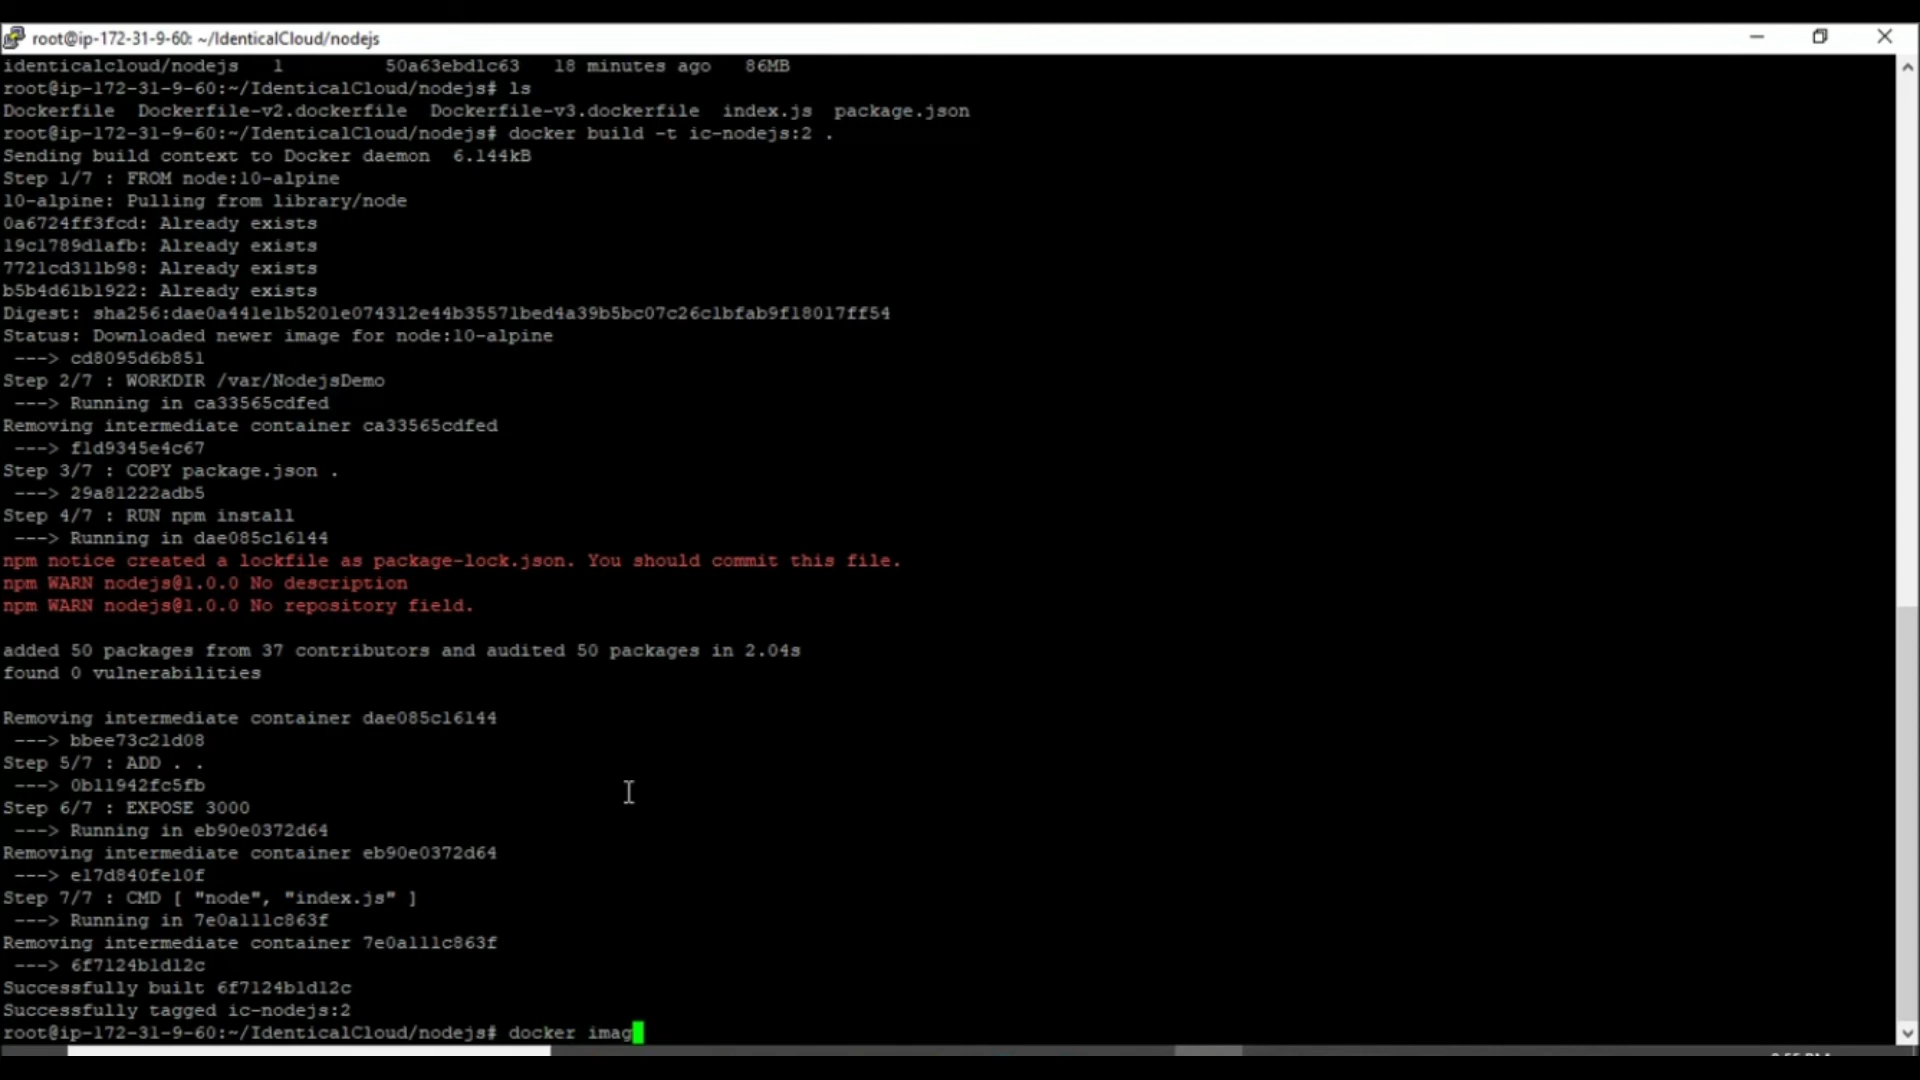 root@ip-172-31-9-60: ~/IdenticalCloud/nodejs
identicalcloud/nodejs   1         50a63ebd1c63   18 minutes ago   86MB
root@ip-172-31-9-60:~/IdenticalCloud/nodejs# ls
Dockerfile  Dockerfile-v2.dockerfile  Dockerfile-v3.dockerfile  index.js  package.json
root@ip-172-31-9-60:~/IdenticalCloud/nodejs# docker build -t ic-nodejs:2 .
Sending build context to Docker daemon  6.144kB
Step 1/7 : FROM node:10-alpine
10-alpine: Pulling from library/node
0a6724ff3fcd: Already exists
19c1789d1afb: Already exists
7721cd311b98: Already exists
b5b4d61b1922: Already exists
Digest: sha256:dae0a441e1b5201e074312e44b35571bed4a39b5bc07c26c1bfab9f18017ff54
Status: Downloaded newer image for node:10-alpine
 ---> cd8095d6b851
Step 2/7 : WORKDIR /var/NodejsDemo
 ---> Running in ca33565cdfed
Removing intermediate container ca33565cdfed
 ---> f1d9345e4c67
Step 3/7 : COPY package.json .
 ---> 29a81222adb5
Step 4/7 : RUN npm install
 ---> Running in dae085c16144
npm notice created a lockfile as package-lock.json. You should commit this file.
npm WARN nodejs@1.0.0 No description
npm WARN nodejs@1.0.0 No repository field.
added 50 packages from 37 contributors and audited 50 packages in 2.04s
found 0 vulnerabilities
Removing intermediate container dae085c16144
 ---> bbee73c21d08
Step 5/7 : ADD . .
 ---> 0b11942fc5fb
Step 6/7 : EXPOSE 3000
 ---> Running in eb90e0372d64
Removing intermediate container eb90e0372d64
 ---> e17d840fe10f
Step 7/7 : CMD [ "node", "index.js" ]
 ---> Running in 7e0a111c863f
Removing intermediate container 7e0a111c863f
 ---> 6f7124b1d12c
Successfully built 6f7124b1d12c
Successfully tagged ic-nodejs:2
root@ip-172-31-9-60:~/IdenticalCloud/nodejs# docker imag